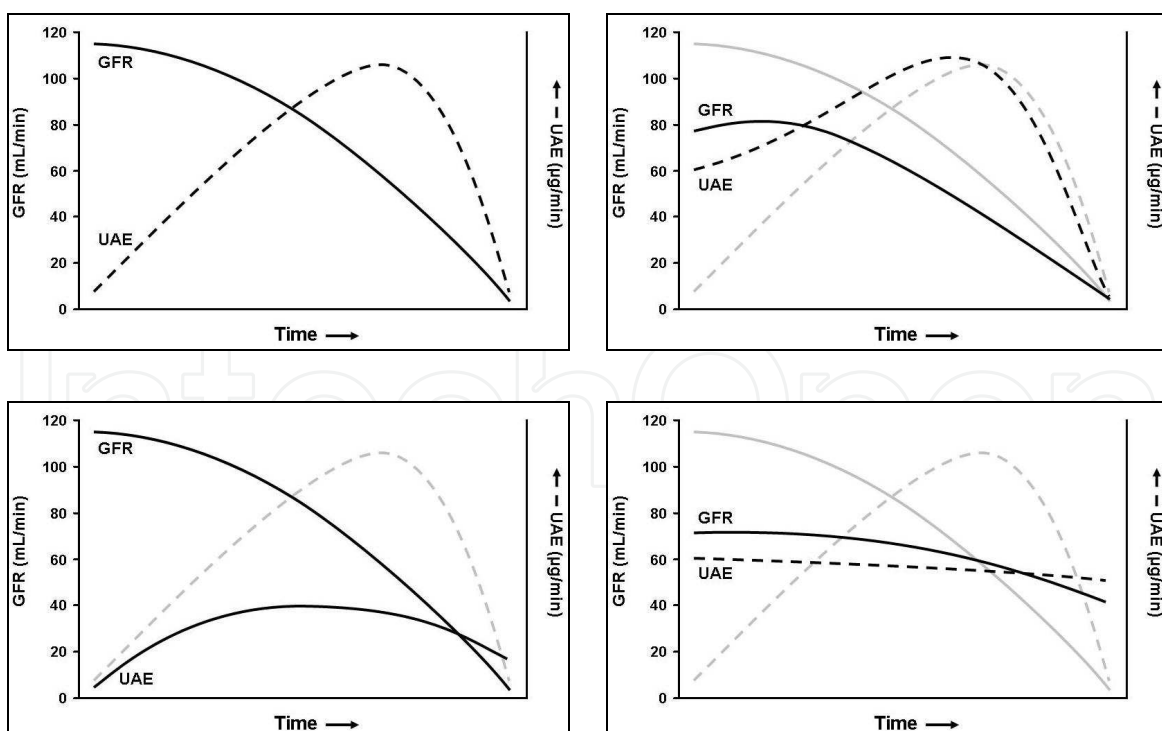 120
100
80
60
40
20
0
GFR (mL/min)
GFR
UAE
UAE (µg/min)
Time
120
100
80
60
40
20
0
GFR (mL/min)
GFR
UAE
UAE (µg/min)
Time
IntechOpen
120
100
80
60
40
20
0
GFR (mL/min)
GFR
UAE
UAE (µg/min)
Time
120
100
80
60
40
20
0
GFR (mL/min)
GFR
UAE
UAE (µg/min)
Time